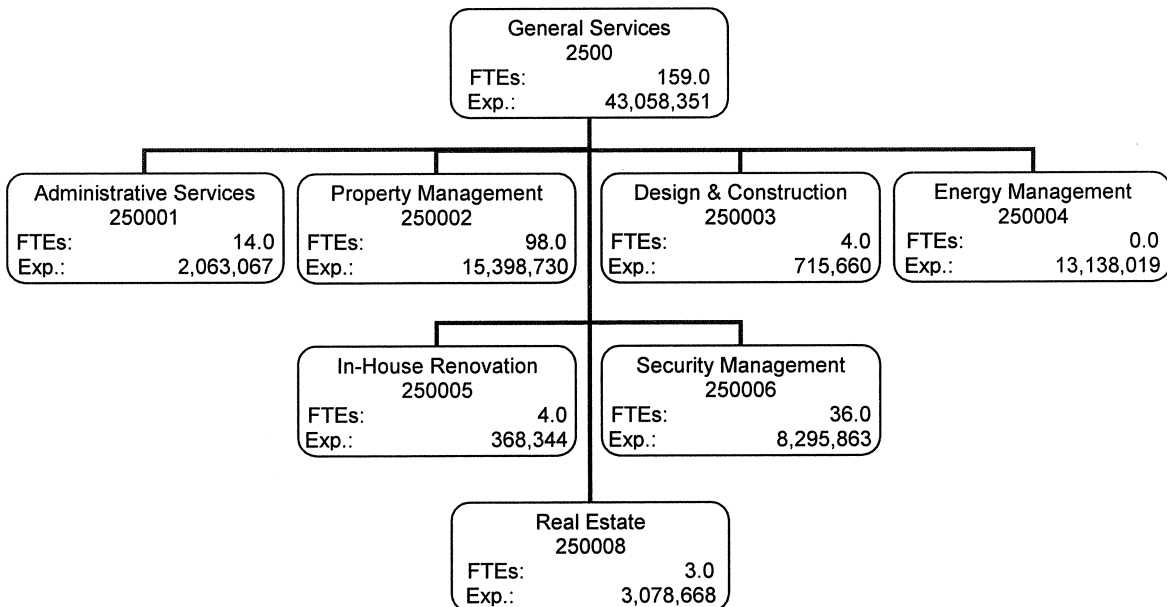 General Services
2500
FTEs: 159.0
Exp.: 43,058,351
Administrative Services
250001
FTEs: 14.0
Exp.: 2,063,067
Property Management
250002
FTEs: 98.0
Exp.: 15,398,730
Design & Construction
250003
FTEs: 4.0
Exp.: 715,660
Energy Management
250004
FTEs: 0.0
Exp.: 13,138,019
In-House Renovation
250005
FTEs: 4.0
Exp.: 368,344
Security Management
250006
FTEs: 36.0
Exp.: 8,295,863
Real Estate
250008
FTEs: 3.0
Exp.: 3,078,668